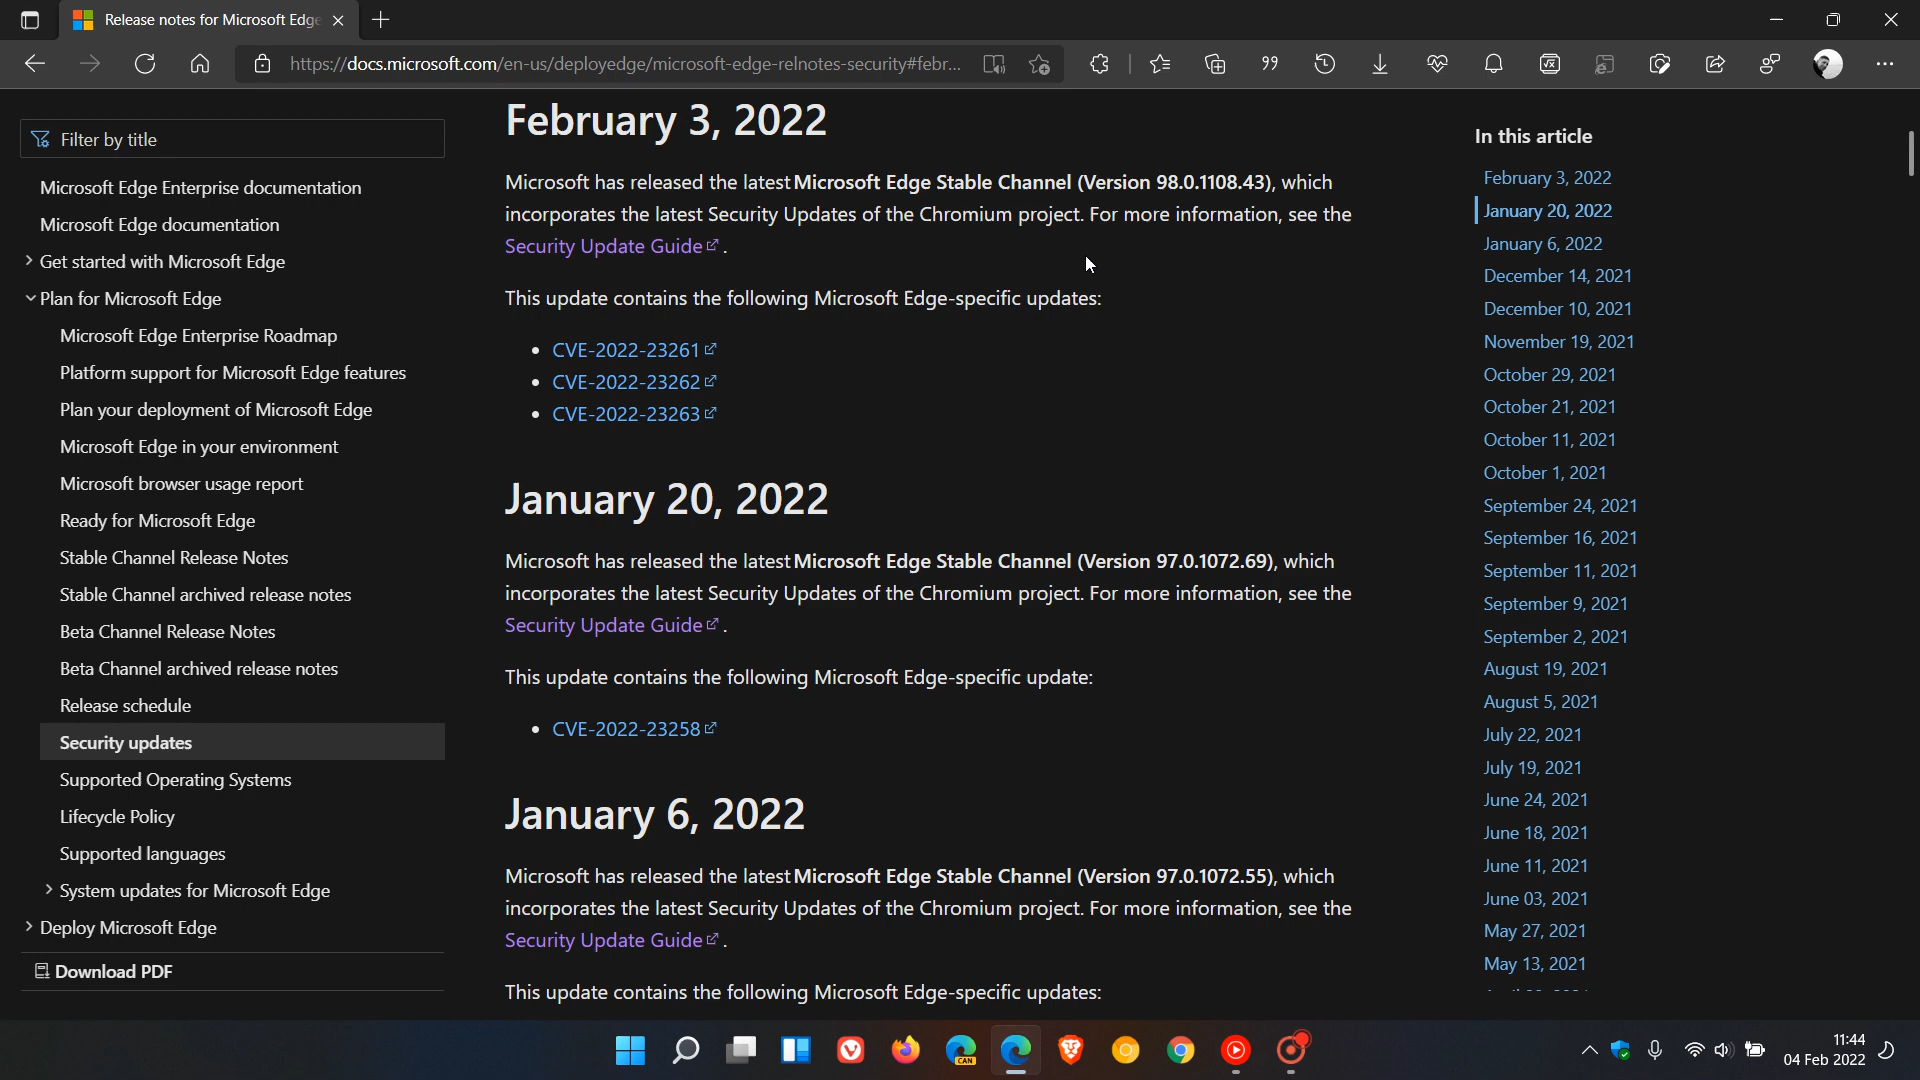 Release notes for Microsoft Edge
https://docs.microsoft.com/en-us/deployedge/microsoft-edge-relnotes-security#febr...
Filter by title
Microsoft Edge Enterprise documentation
Microsoft Edge documentation
Get started with Microsoft Edge
Plan for Microsoft Edge
Microsoft Edge Enterprise Roadmap
Platform support for Microsoft Edge features
Plan your deployment of Microsoft Edge
Microsoft Edge in your environment
Microsoft browser usage report
Ready for Microsoft Edge
Stable Channel Release Notes
Stable Channel archived release notes
Beta Channel Release Notes
Beta Channel archived release notes
Release schedule
Security updates
Supported Operating Systems
Lifecycle Policy
Supported languages
System updates for Microsoft Edge
Deploy Microsoft Edge
Download PDF
February 3, 2022
Microsoft has released the latest Microsoft Edge Stable Channel (Version 98.0.1108.43), which
incorporates the latest Security Updates of the Chromium project. For more information, see the
Security Update Guide .
This update contains the following Microsoft Edge-specific updates:
• CVE-2022-23261
• CVE-2022-23262
• CVE-2022-23263
January 20, 2022
Microsoft has released the latest Microsoft Edge Stable Channel (Version 97.0.1072.69), which
incorporates the latest Security Updates of the Chromium project. For more information, see the
Security Update Guide .
This update contains the following Microsoft Edge-specific update:
• CVE-2022-23258
January 6, 2022
Microsoft has released the latest Microsoft Edge Stable Channel (Version 97.0.1072.55), which
incorporates the latest Security Updates of the Chromium project. For more information, see the
Security Update Guide .
This update contains the following Microsoft Edge-specific updates:
In this article
February 3, 2022
January 20, 2022
January 6, 2022
December 14, 2021
December 10, 2021
November 19, 2021
October 29, 2021
October 21, 2021
October 11, 2021
October 1, 2021
September 24, 2021
September 16, 2021
September 11, 2021
September 9, 2021
September 2, 2021
August 19, 2021
August 5, 2021
July 22, 2021
July 19, 2021
June 24, 2021
June 18, 2021
June 11, 2021
June 03, 2021
May 27, 2021
May 13, 2021
CAN
11:44
04 Feb 2022